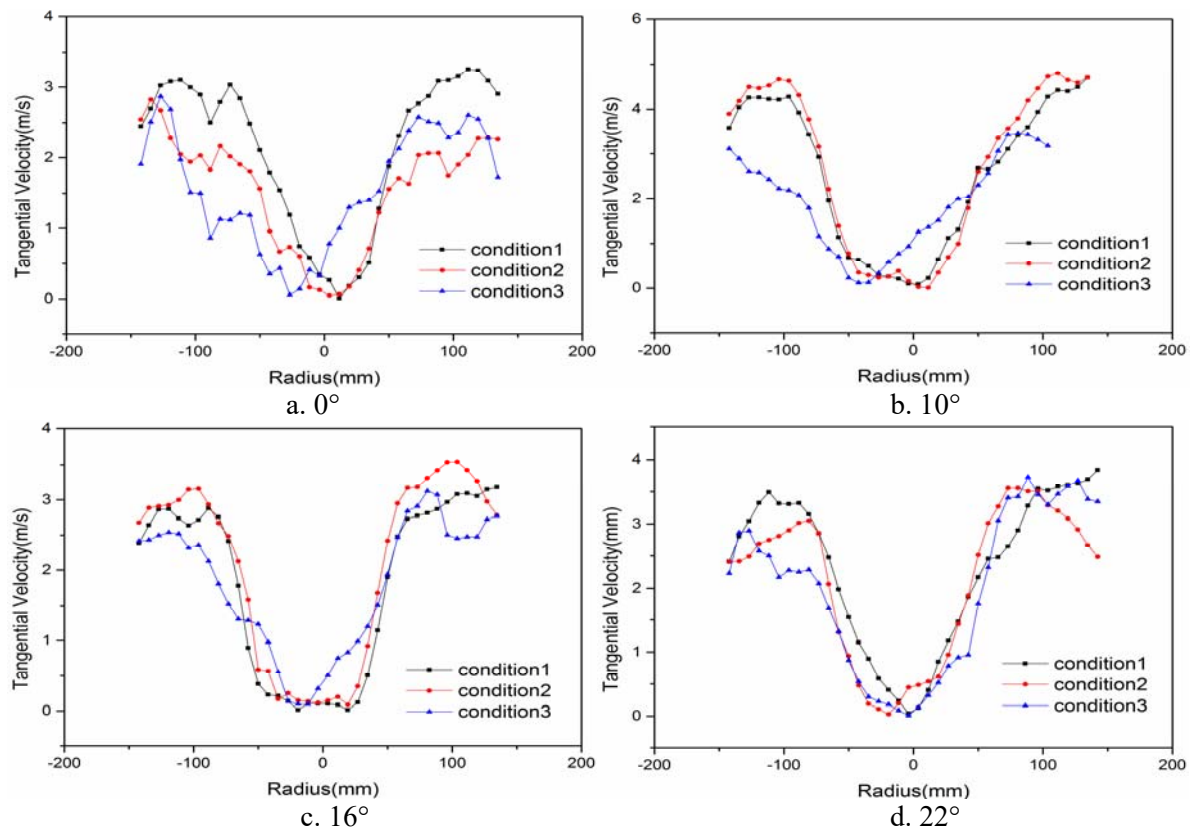 4
3
2
1
0
Tangential Velocity(m/s)
condition1
condition2
condition3
-200
-100
0
100
200
Radius(mm)
a. 0°
6
4
2
0
Tangential Velocity(m/s)
condition1
condition2
condition3
-200
-100
0
100
200
Radius(mm)
b. 10°
4
3
2
1
0
Tangential Velocity(m/s)
condition1
condition2
condition3
-200
-100
0
100
200
Radius(mm)
c. 16°
4
3
2
1
0
Tangential Velocity(mm)
condition1
condition2
condition3
-200
-100
0
100
200
Radius(mm)
d. 22°